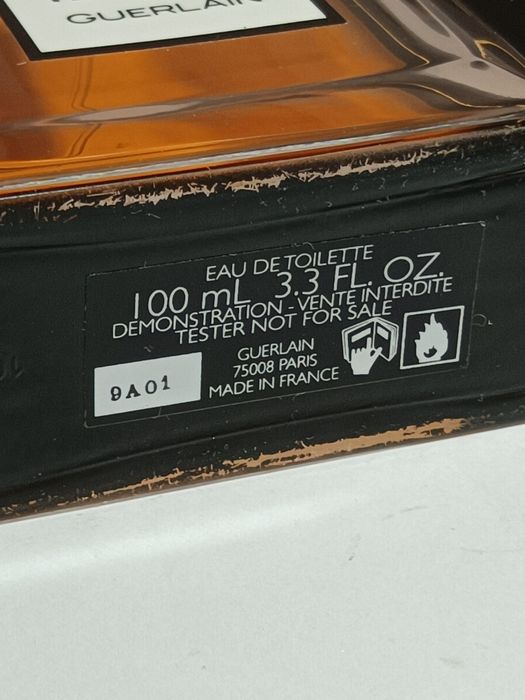 GUERLAIN
EAU DE TOILETTE
100 mL 3.3 FL. OZ.
DEMONSTRATION - VENTE INTERDITE
TESTER NOT FOR SALE
GUERLAIN
75008 PARIS
MADE IN FRANCE
9A01